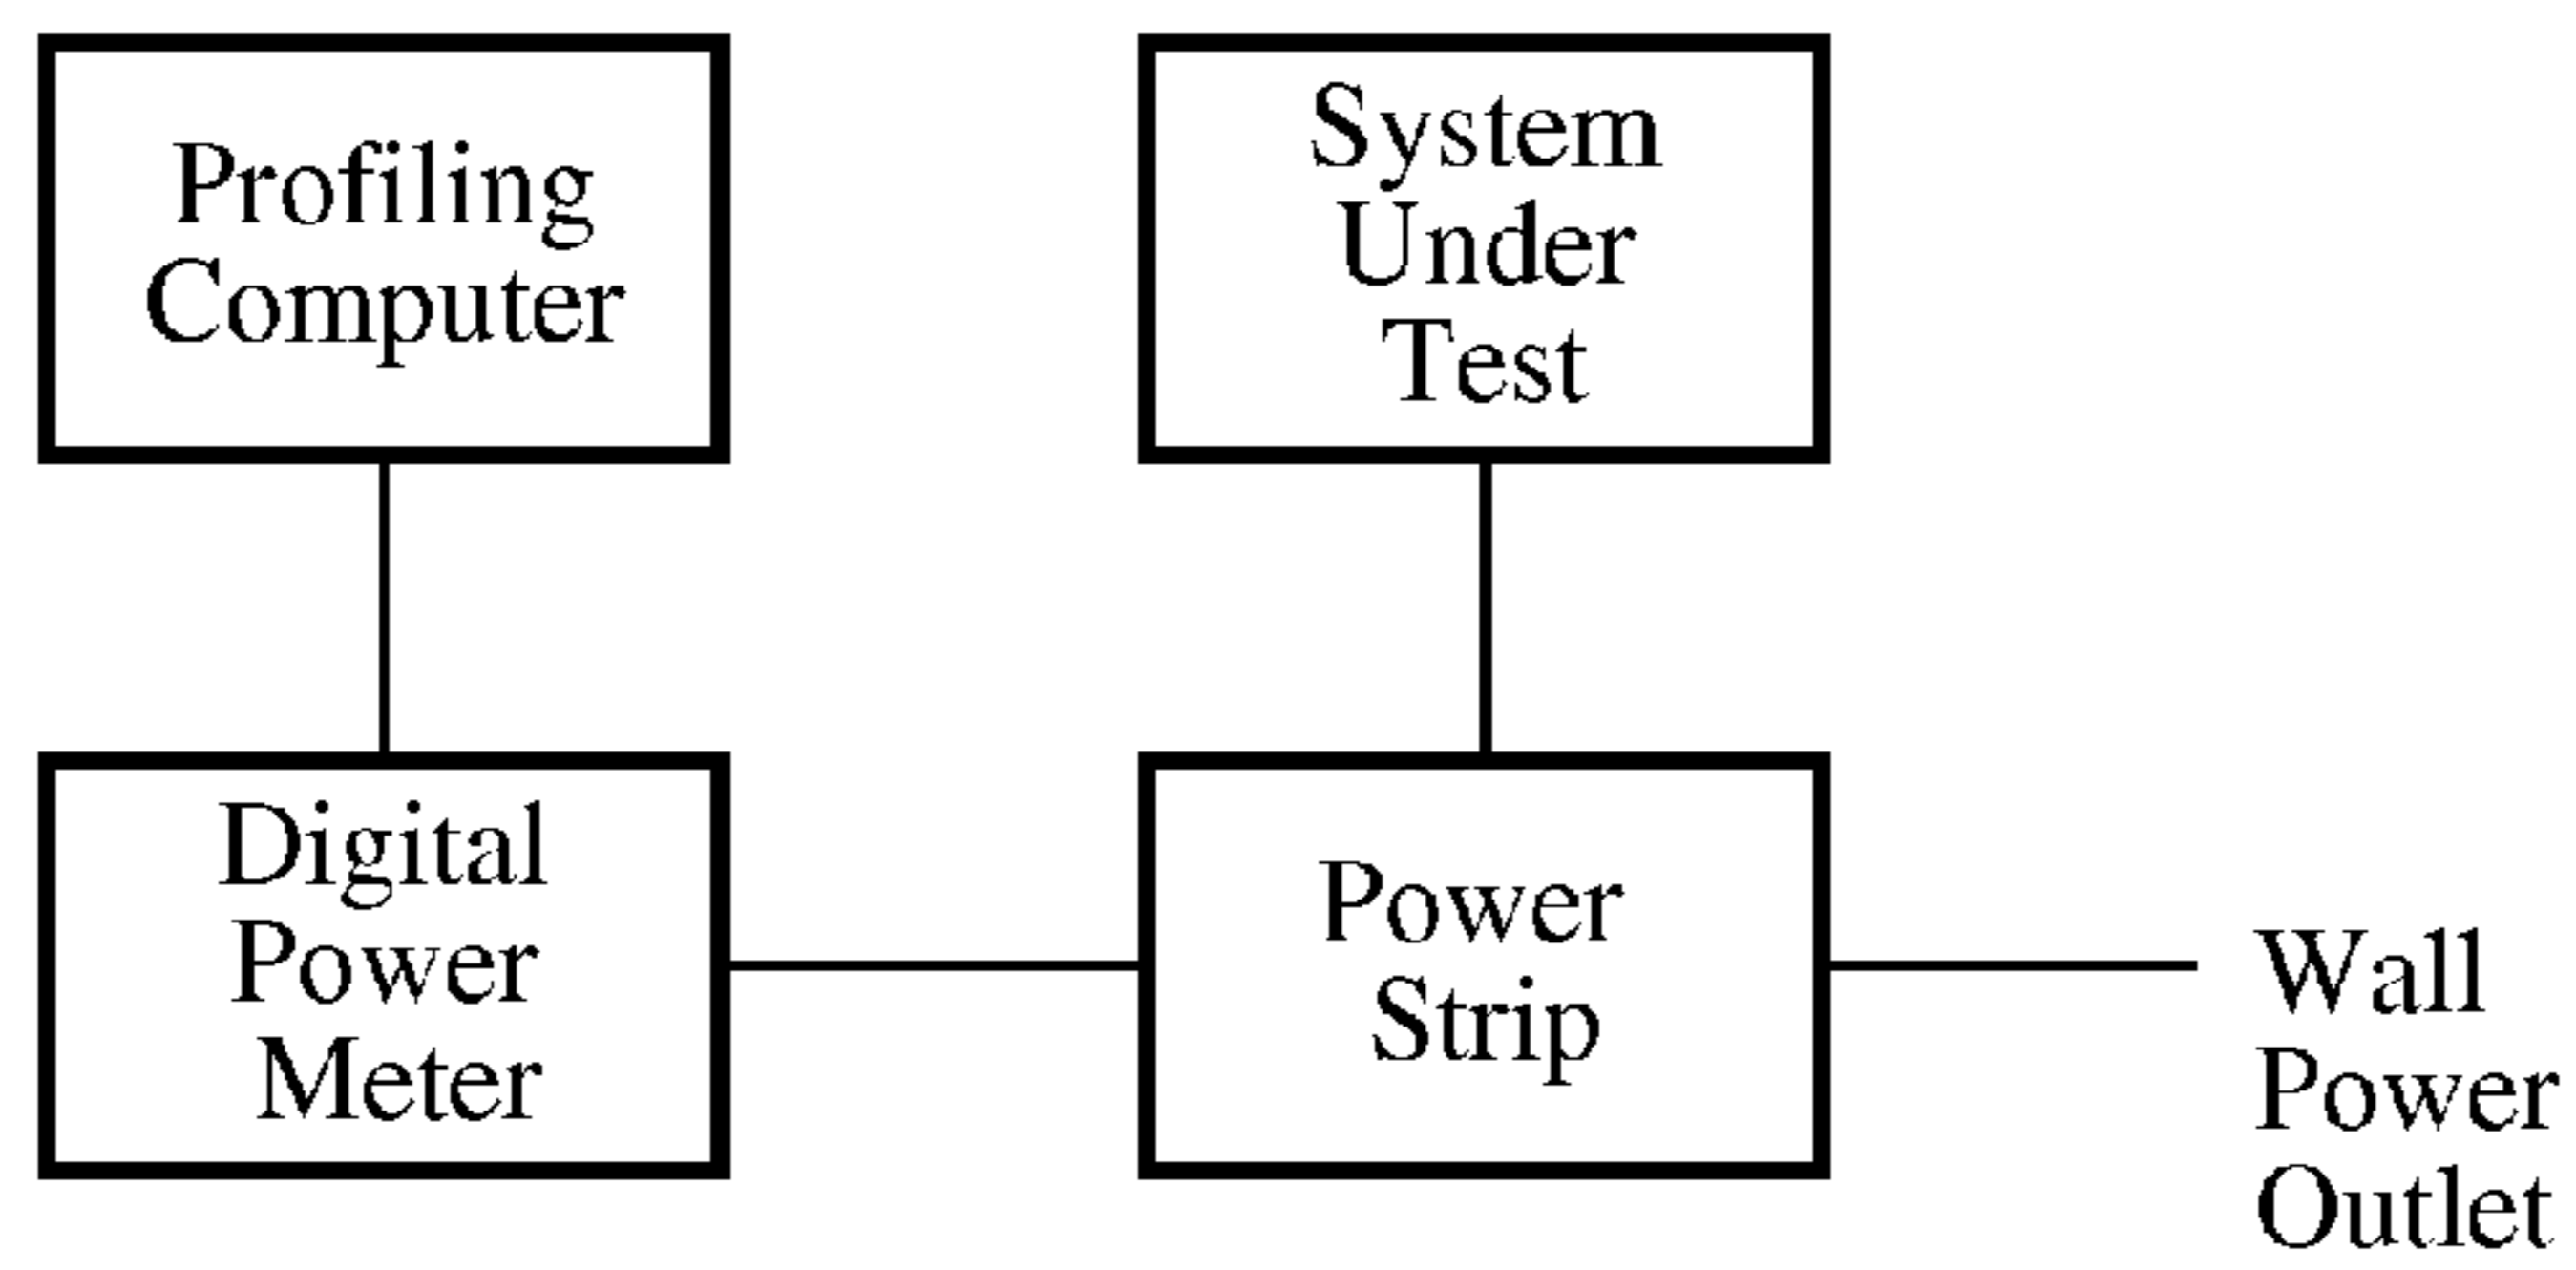 Profiling
Computer
System
Under
Test
Digital
Power
Meter
Power
Strip
Wall
Power
Outlet